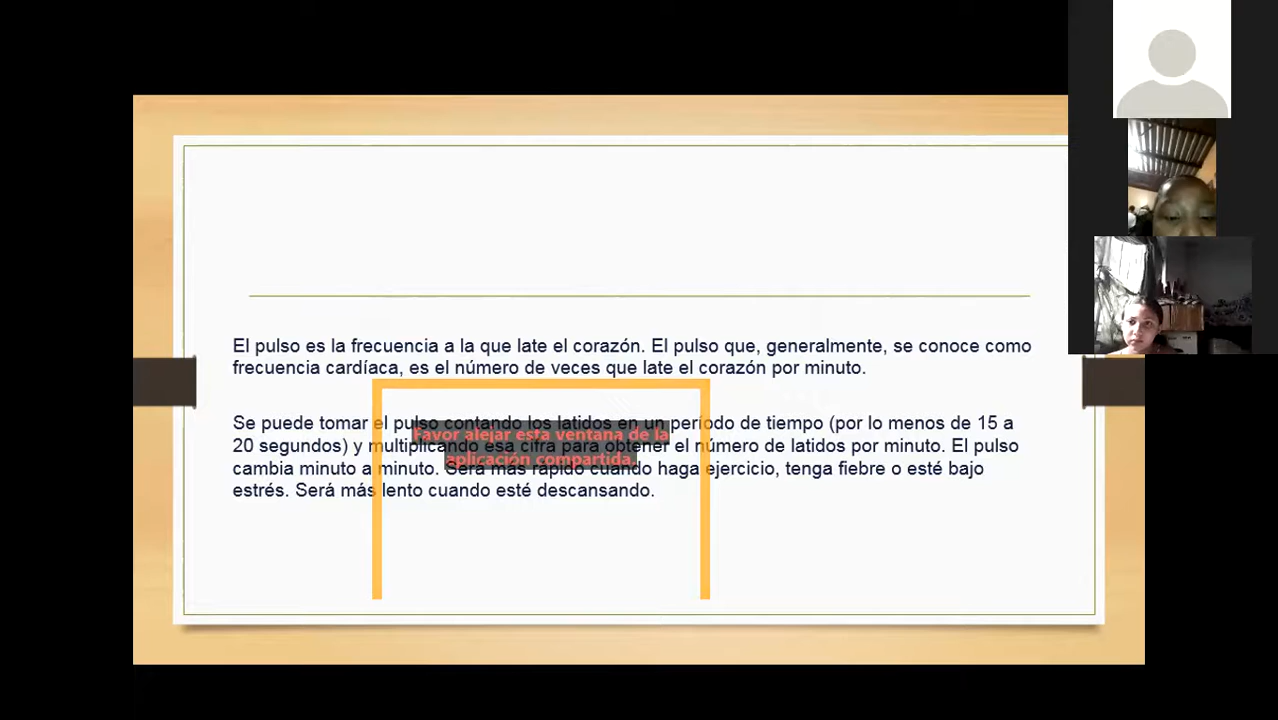 El pulso es la frecuencia a la que late el corazón. El pulso que, generalmente, se conoce como
frecuencia cardíaca, es el número de veces que late el corazón por minuto.
Se puede tomar el pulso contando los latidos en un período de tiempo (por lo menos de 15 a
20 segundos) y multiplicando esa cifra para obtener el número de latidos por minuto. El pulso
cambia minuto a minuto. Será más rápido cuando haga ejercicio, tenga fiebre o esté bajo
estrés. Será más lento cuando esté descansando.
Favor alejar esta ventana de la
aplicación compartida.